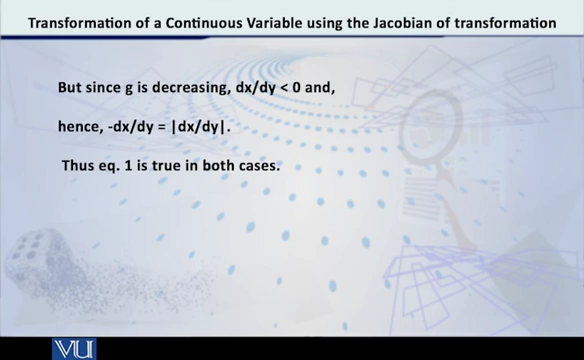 Transformation of a Continuous Variable using the Jacobian of transformation
But since g is decreasing, dx/dy < 0 and,
hence, -dx/dy = |dx/dy|.
Thus eq. 1 is true in both cases.
VU